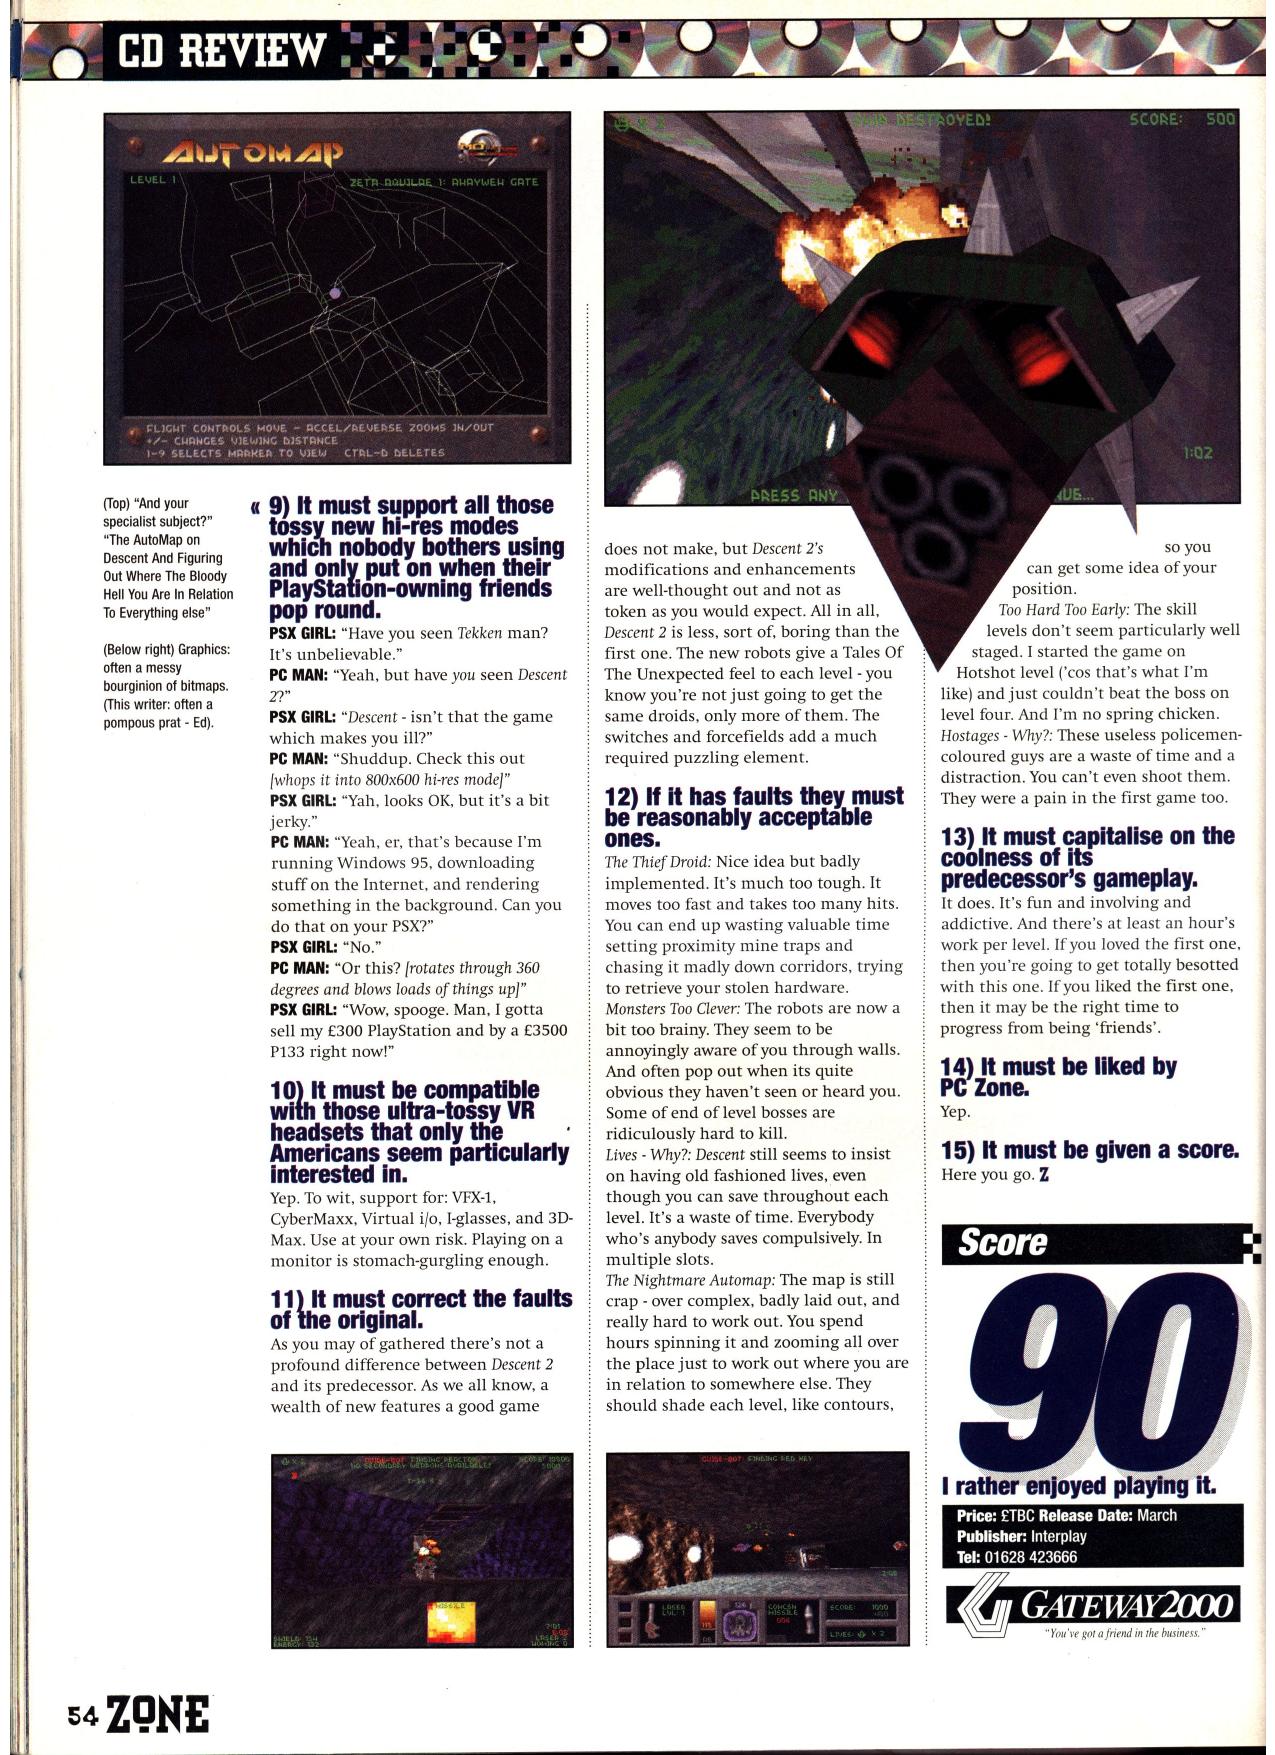 CD REVIEW
AUTOMAP
LEVEL 1
ZETA AQUILAE 1: AHAYWEH GATE
FLIGHT CONTROLS MOVE - ACCEL/REVERSE ZOOMS IN/OUT
+/- CHANGES VIEWING DISTANCE
1-9 SELECTS MARKER TO VIEW CTRL-D DELETES
DESTROYED!
SCORE: 500
1:02
PRESS ANY
(Top) “And your
specialist subject?”
“The AutoMap on
Descent And Figuring
Out Where The Bloody
Hell You Are In Relation
To Everything else”
(Below right) Graphics:
often a messy
bourginion of bitmaps.
(This writer: often a
pompous prat - Ed).
« 9) It must support all those
tossy new hi-res modes
which nobody bothers using
and only put on when their
PlayStation-owning friends
pop round.
PSX GIRL: “Have you seen Tekken man?
It's unbelievable.”
PC MAN: “Yeah, but have you seen Descent
2?”
PSX GIRL: “Descent - isn't that the game
which makes you ill?”
PC MAN: “Shuddup. Check this out
[whops it into 800x600 hi-res mode]”
PSX GIRL: “Yah, looks OK, but it's a bit
jerky.”
PC MAN: “Yeah, er, that's because I'm
running Windows 95, downloading
stuff on the Internet, and rendering
something in the background. Can you
do that on your PSX?”
PSX GIRL: “No.”
PC MAN: “Or this? [rotates through 360
degrees and blows loads of things up]”
PSX GIRL: “Wow, spooge. Man, I gotta
sell my £300 PlayStation and by a £3500
P133 right now!”
10) It must be compatible
with those ultra-tossy VR
headsets that only the
Americans seem particularly
interested in.
Yep. To wit, support for: VFX-1,
CyberMaxx, Virtual i/o, I-glasses, and 3D-
Max. Use at your own risk. Playing on a
monitor is stomach-gurgling enough.
11) It must correct the faults
of the original.
As you may of gathered there's not a
profound difference between Descent 2
and its predecessor. As we all know, a
wealth of new features a good game
does not make, but Descent 2's
modifications and enhancements
are well-thought out and not as
token as you would expect. All in all,
Descent 2 is less, sort of, boring than the
first one. The new robots give a Tales Of
The Unexpected feel to each level - you
know you're not just going to get the
same droids, only more of them. The
switches and forcefields add a much
required puzzling element.
12) If it has faults they must
be reasonably acceptable
ones.
The Thief Droid: Nice idea but badly
implemented. It's much too tough. It
moves too fast and takes too many hits.
You can end up wasting valuable time
setting proximity mine traps and
chasing it madly down corridors, trying
to retrieve your stolen hardware.
Monsters Too Clever: The robots are now a
bit too brainy. They seem to be
annoyingly aware of you through walls.
And often pop out when its quite
obvious they haven't seen or heard you.
Some of end of level bosses are
ridiculously hard to kill.
Lives - Why?: Descent still seems to insist
on having old fashioned lives, even
though you can save throughout each
level. It's a waste of time. Everybody
who's anybody saves compulsively. In
multiple slots.
The Nightmare Automap: The map is still
crap - over complex, badly laid out, and
really hard to work out. You spend
hours spinning it and zooming all over
the place just to work out where you are
in relation to somewhere else. They
should shade each level, like contours,
so you
can get some idea of your
position.
Too Hard Too Early: The skill
levels don't seem particularly well
staged. I started the game on
Hotshot level ('cos that's what I'm
like) and just couldn't beat the boss on
level four. And I'm no spring chicken.
Hostages - Why?: These useless policemen-
coloured guys are a waste of time and a
distraction. You can't even shoot them.
They were a pain in the first game too.
13) It must capitalise on the
coolness of its
predecessor's gameplay.
It does. It's fun and involving and
addictive. And there's at least an hour's
work per level. If you loved the first one,
then you're going to get totally besotted
with this one. If you liked the first one,
then it may be the right time to
progress from being ‘friends’.
14) It must be liked by
PC Zone.
Yep.
15) It must be given a score.
Here you go. Z
Score
90
I rather enjoyed playing it.
Price: £TBC Release Date: March
Publisher: Interplay
Tel: 01628 423666
GATEWAY2000
“You've got a friend in the business.”
GUIDE-BOT: FINDING REACTOR
NO SECONDARY WEAPONS AVAILABLE!
MISSILE
GUIDE-BOT: FINDING RED KEY
LASER
LVL: 1
CONCSN
MISSILE
SCORE: 1000
LIVES: X 2
54 ZONE